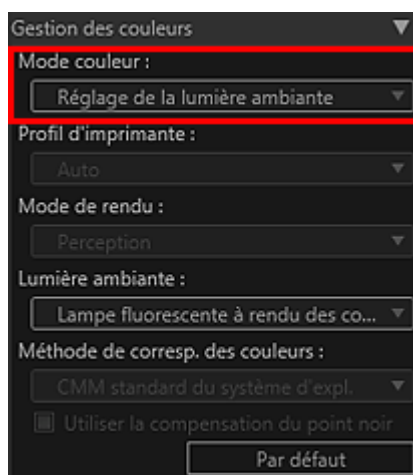 Gestion des couleurs
Mode couleur :
Réglage de la lumière ambiante
Profil d'imprimante :
Auto
Mode de rendu :
Perception
Lumière ambiante :
Lampe fluorescente à rendu des co...
Méthode de corresp. des couleurs :
CMM standard du système d'expl.
Utiliser la compensation du point noir
Par défaut